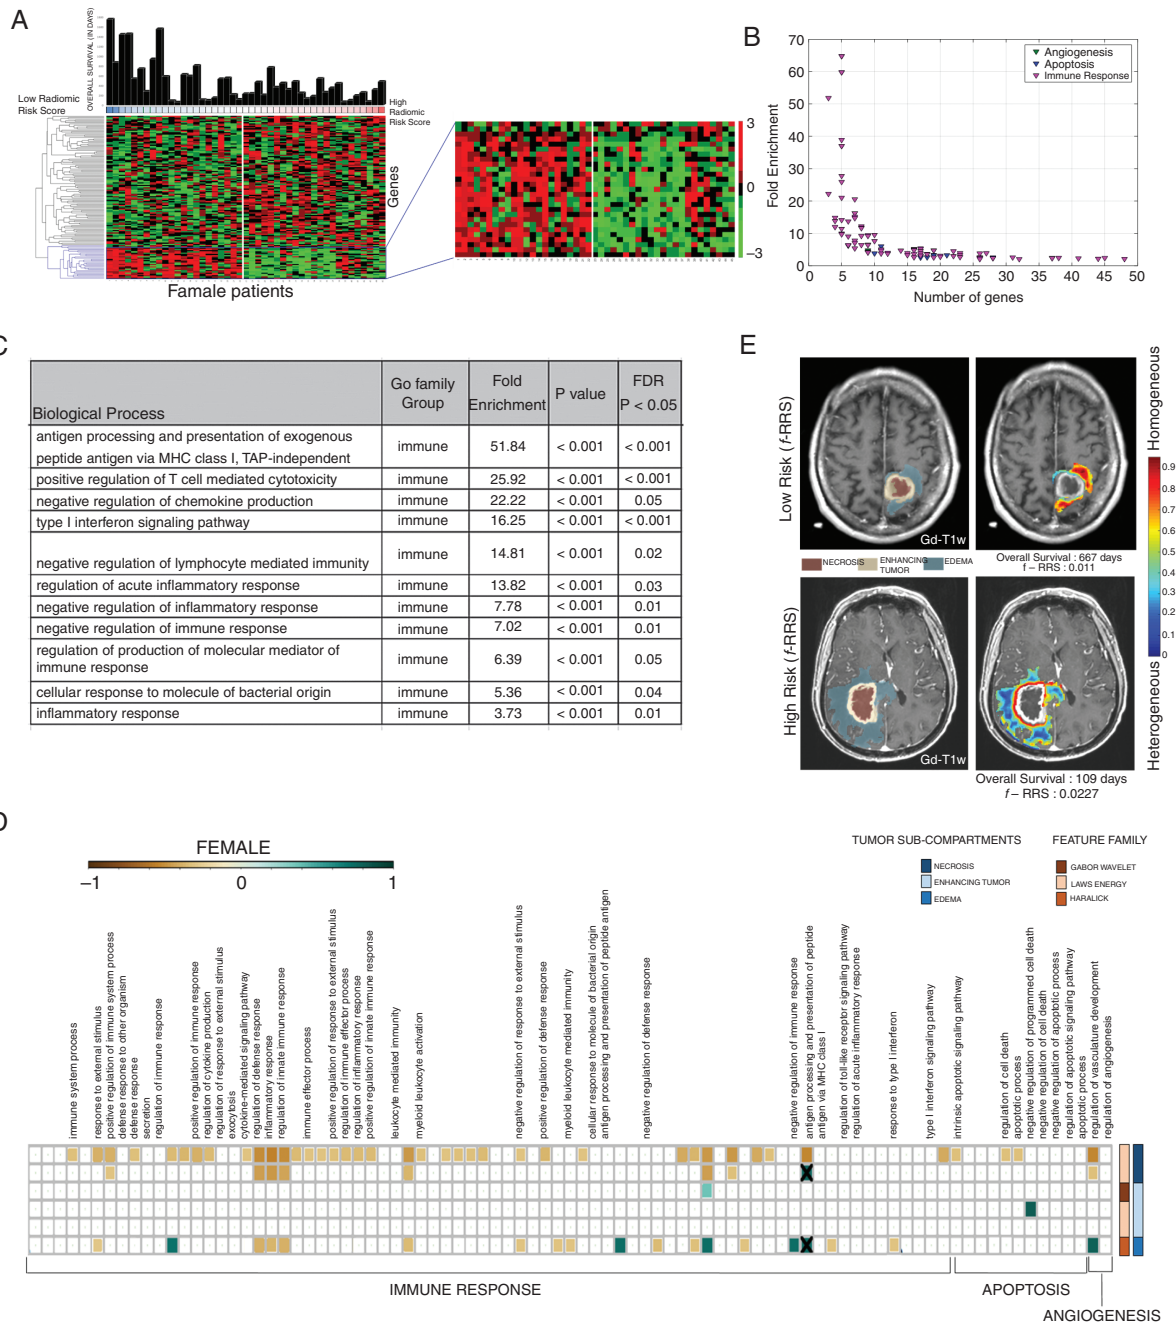 A
OVERALL SURVIVAL (IN DAYS)
Low Radiomic
Risk Score
High
Radiomic
Risk Score
Genes
Famale patients
3
0
−3
B
Fold Enrichment
70
60
50
40
30
20
10
0
Angiogenesis
Apoptosis
Immune Response
0 5 10 15 20 25 30 35 40 45 50
Number of genes
C
Biological Process Go family Group Fold Enrichment P value FDR P < 0.05
antigen processing and presentation of exogenous
peptide antigen via MHC class I, TAP-independent immune 51.84 < 0.001 < 0.001
positive regulation of T cell mediated cytotoxicity immune 25.92 < 0.001 < 0.001
negative regulation of chemokine production immune 22.22 < 0.001 0.05
type I interferon signaling pathway immune 16.25 < 0.001 < 0.001
negative regulation of lymphocyte mediated immunity immune 14.81 < 0.001 0.02
regulation of acute inflammatory response immune 13.82 < 0.001 0.03
negative regulation of inflammatory response immune 7.78 < 0.001 0.01
negative regulation of immune response immune 7.02 < 0.001 0.01
regulation of production of molecular mediator of
immune response immune 6.39 < 0.001 0.05
cellular response to molecule of bacterial origin immune 5.36 < 0.001 0.04
inflammatory response immune 3.73 < 0.001 0.01
E
Low Risk (f-RRS)
Gd-T1w
NECROSIS
ENHANCING
TUMOR
EDEMA
Overall Survival : 667 days
f − RRS : 0.011
High Risk (f-RRS)
Gd-T1w
Overall Survival : 109 days
f − RRS : 0.0227
Homogeneous
0.9
0.8
0.7
0.6
0.5
0.4
0.3
0.2
0.1
0
Heterogeneous
D
FEMALE
−1 0 1
TUMOR SUB-COMPARTMENTS
NECROSIS
ENHANCING TUMOR
EDEMA
FEATURE FAMILY
GABOR WAVELET
LAWS ENERGY
HARALICK
immune system process
response to external stimulus
positive regulation of immune system process
defense response to other organism
defense response
secretion
regulation of immune response
positive regulation of immune response
regulation of cytokine production
regulation of response to external stimulus
exocytosis
cytokine-mediated signaling pathway
regulation of defense response
inflammatory response
regulation of innate immune response
immune effector process
positive regulation of response to external stimulus
regulation of immune effector process
regulation of inflammatory response
positive regulation of innate immune response
leukocyte mediated immunity
myeloid leukocyte activation
negative regulation of response to external stimulus
positive regulation of defense response
myeloid leukocyte mediated immunity
cellular response to molecule of bacterial origin
antigen processing and presentation of peptide antigen
negative regulation of defense response
negative regulation of immune response
antigen processing and presentation of peptide
antigen via MHC class I
regulation of toll-like receptor signaling pathway
regulation of acute inflammatory response
response to type I interferon
type I interferon signaling pathway
intrinsic apoptotic signaling pathway
regulation of cell death
apoptotic process
negative regulation of programmed cell death
negative regulation of cell death
negative regulation of apoptotic process
regulation of apoptotic signaling pathway
apoptotic process
regulation of vasculature development
regulation of angiogenesis
IMMUNE RESPONSE
APOPTOSIS
ANGIOGENESIS